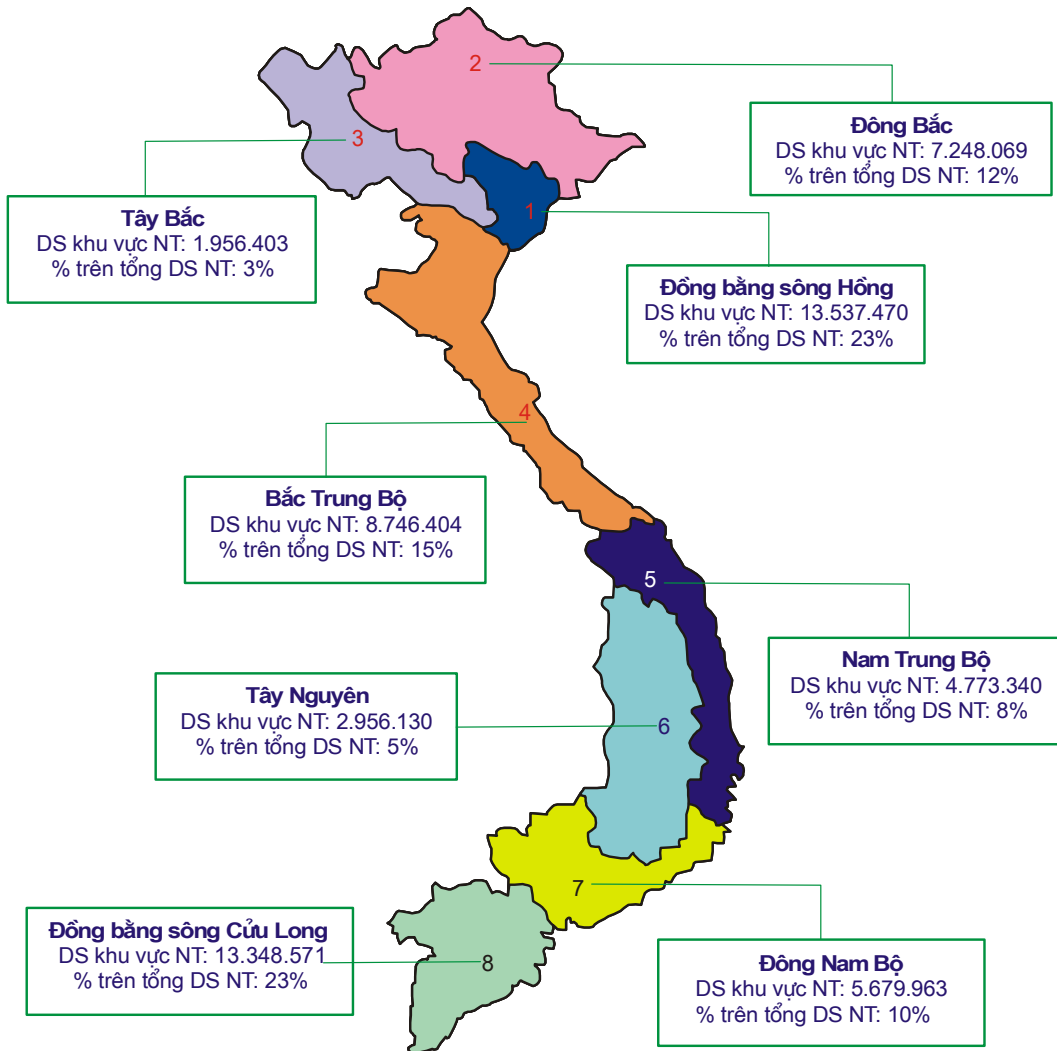 2
Đông Bắc
DS khu vực NT: 7.248.069
% trên tổng DS NT: 12%
3
Tây Bắc
DS khu vực NT: 1.956.403
% trên tổng DS NT: 3%
1
Đồng bằng sông Hồng
DS khu vực NT: 13.537.470
% trên tổng DS NT: 23%
4
Bắc Trung Bộ
DS khu vực NT: 8.746.404
% trên tổng DS NT: 15%
5
Nam Trung Bộ
DS khu vực NT: 4.773.340
% trên tổng DS NT: 8%
Tây Nguyên
DS khu vực NT: 2.956.130
% trên tổng DS NT: 5%
6
7
Đồng bằng sông Cửu Long
DS khu vực NT: 13.348.571
% trên tổng DS NT: 23%
8
Đông Nam Bộ
DS khu vực NT: 5.679.963
% trên tổng DS NT: 10%